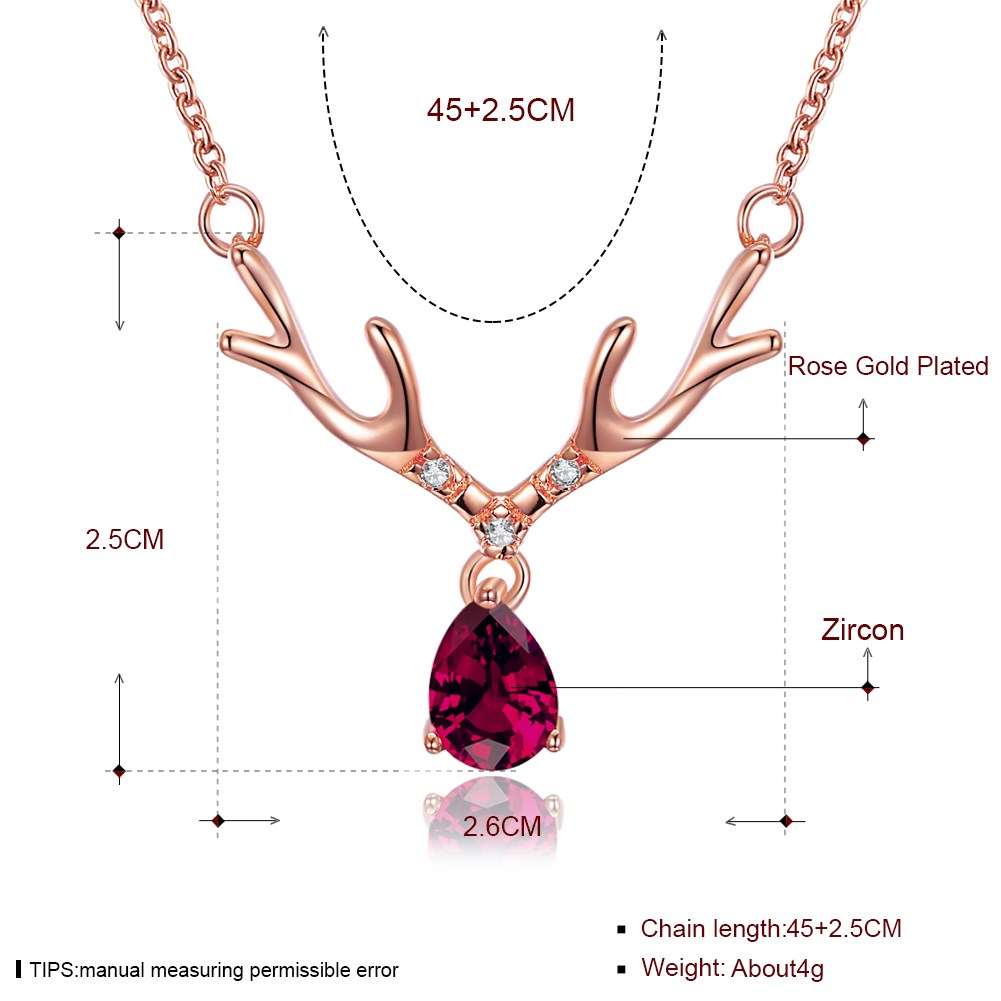 45+2.5CM
Rose Gold Plated
2.5CM
Zircon
2.6CM
Chain length:45+2.5CM
Weight: About4g
TIPS:manual measuring permissible error